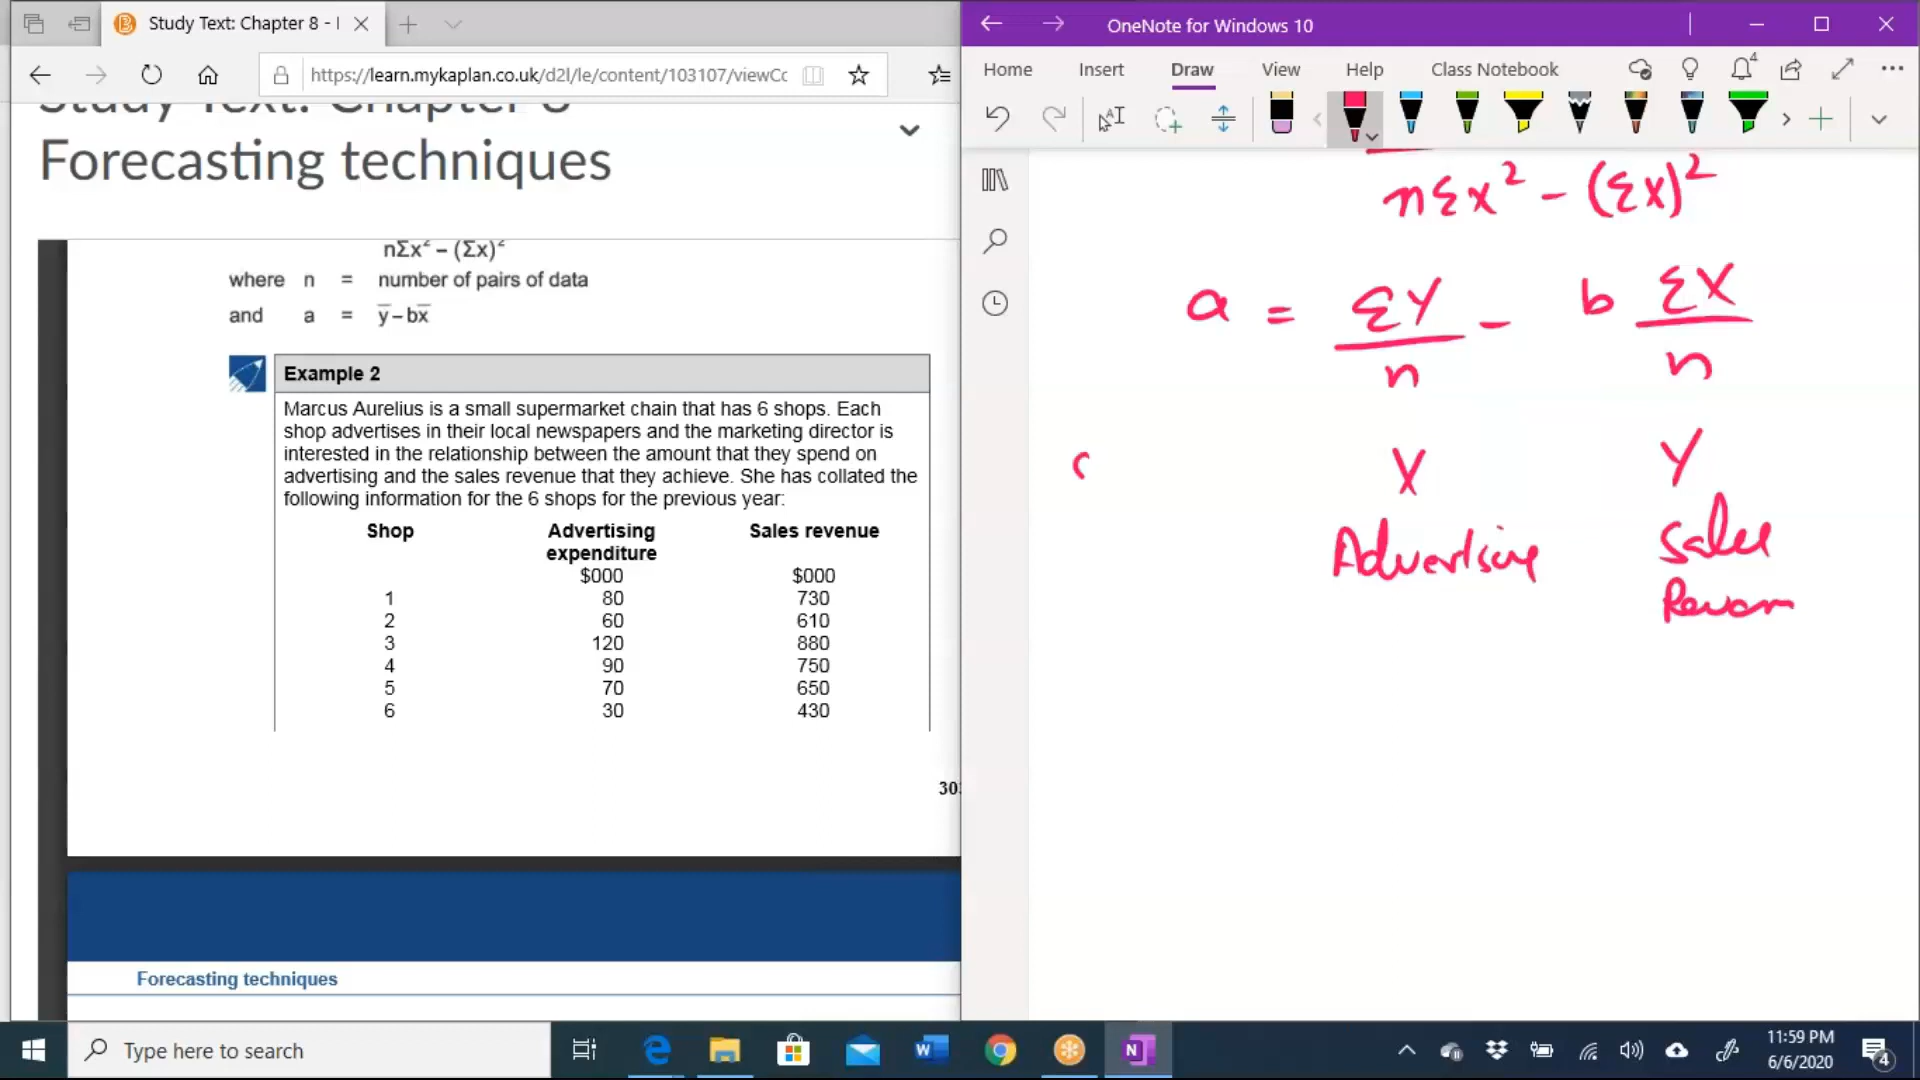 Study Text: Chapter 8 - I
https://learn.mykaplan.co.uk/d2l/le/content/103107/viewCc
Study Text: Chapter 8
Forecasting techniques
nΣx² – (Σx)²
where n = number of pairs of data
and a = y̅ – bx̅
Example 2
Marcus Aurelius is a small supermarket chain that has 6 shops. Each
shop advertises in their local newspapers and the marketing director is
interested in the relationship between the amount that they spend on
advertising and the sales revenue that they achieve. She has collated the
following information for the 6 shops for the previous year:
Shop Advertising Sales revenue
expenditure
$000 $000
1 80 730
2 60 610
3 120 880
4 90 750
5 70 650
6 30 430
303
Forecasting techniques
OneNote for Windows 10
Home Insert Draw View Help Class Notebook 4
nΣx² - (Σx)²
a = ΣY/n - b ΣX/n
X Y
Advertising Sales
Type here to search
11:59 PM
6/6/2020
4